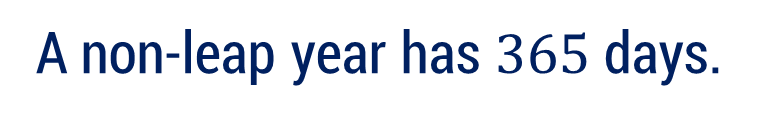 A non-leap year has 365 days.